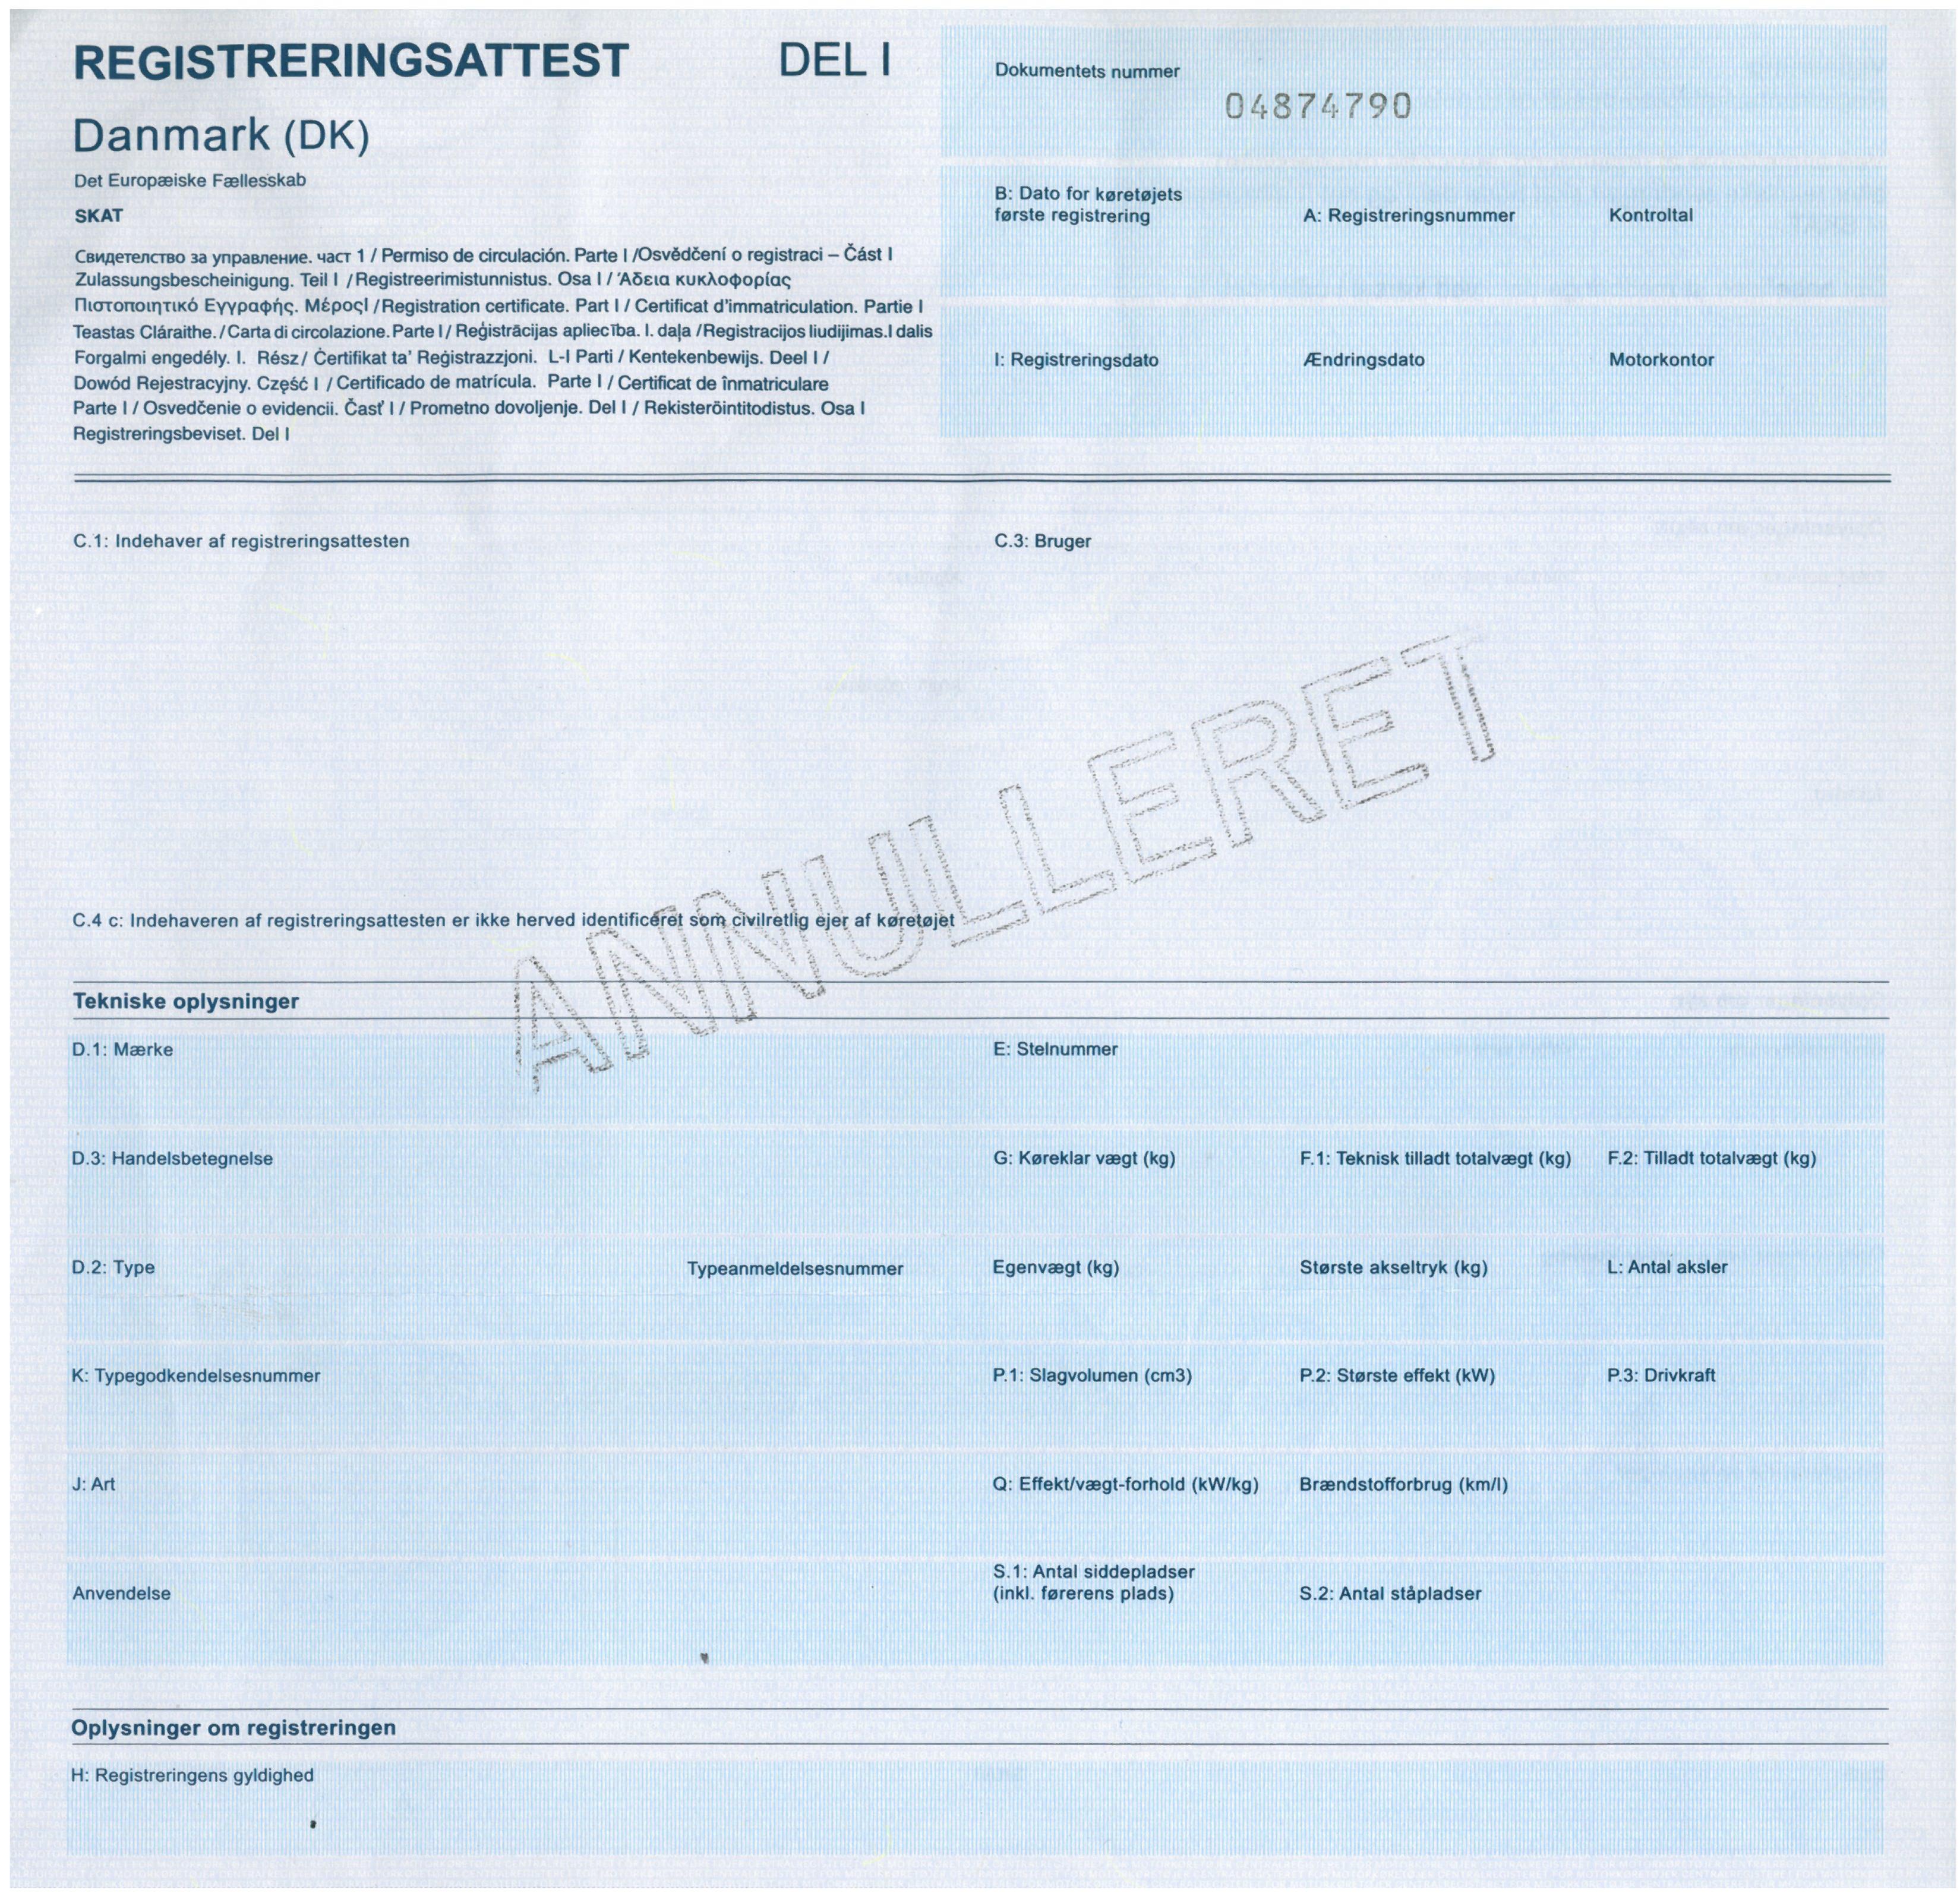 REGISTRERINGSATTEST DEL I
Danmark (DK)
Det Europæiske Fællesskab
SKAT
Свидетелство за управление. част 1 / Permiso de circulación. Parte I /Osvědčení o registraci – Část I
Zulassungsbescheinigung. Teil I /Registreerimistunnistus. Osa I / Άδεια κυκλοφορίας
Πιστοποιητικό Εγγραφής. ΜέροςI /Registration certificate. Part I / Certificat d'immatriculation. Partie I
Teastas Cláraithe./Carta di circolazione.Parte I/ Reģistrācijas apliecība. I. daļa /Registracijos liudijimas.I dalis
Forgalmi engedély. I. Rész/ Ċertifikat ta' Reġistrazzjoni. L-I Parti / Kentekenbewijs. Deel I /
Dowód Rejestracyjny. Część I / Certificado de matrícula. Parte I / Certificat de înmatriculare
Parte I / Osvedčenie o evidencii. Časť I / Prometno dovoljenje. Del I / Rekisteröintitodistus. Osa I
Registreringsbeviset. Del I
Dokumentets nummer
04874790
B: Dato for køretøjets
første registrering
A: Registreringsnummer
Kontroltal
I: Registreringsdato
Ændringsdato
Motorkontor
C.1: Indehaver af registreringsattesten
C.3: Bruger
ANNULLERET
C.4 c: Indehaveren af registreringsattesten er ikke herved identificeret som civilretlig ejer af køretøjet
Tekniske oplysninger
D.1: Mærke
E: Stelnummer
D.3: Handelsbetegnelse
G: Køreklar vægt (kg)
F.1: Teknisk tilladt totalvægt (kg)
F.2: Tilladt totalvægt (kg)
D.2: Type
Typeanmeldelsesnummer
Egenvægt (kg)
Største akseltryk (kg)
L: Antal aksler
K: Typegodkendelsesnummer
P.1: Slagvolumen (cm3)
P.2: Største effekt (kW)
P.3: Drivkraft
J: Art
Q: Effekt/vægt-forhold (kW/kg)
Brændstofforbrug (km/l)
Anvendelse
S.1: Antal siddepladser
(inkl. førerens plads)
S.2: Antal ståpladser
Oplysninger om registreringen
H: Registreringens gyldighed